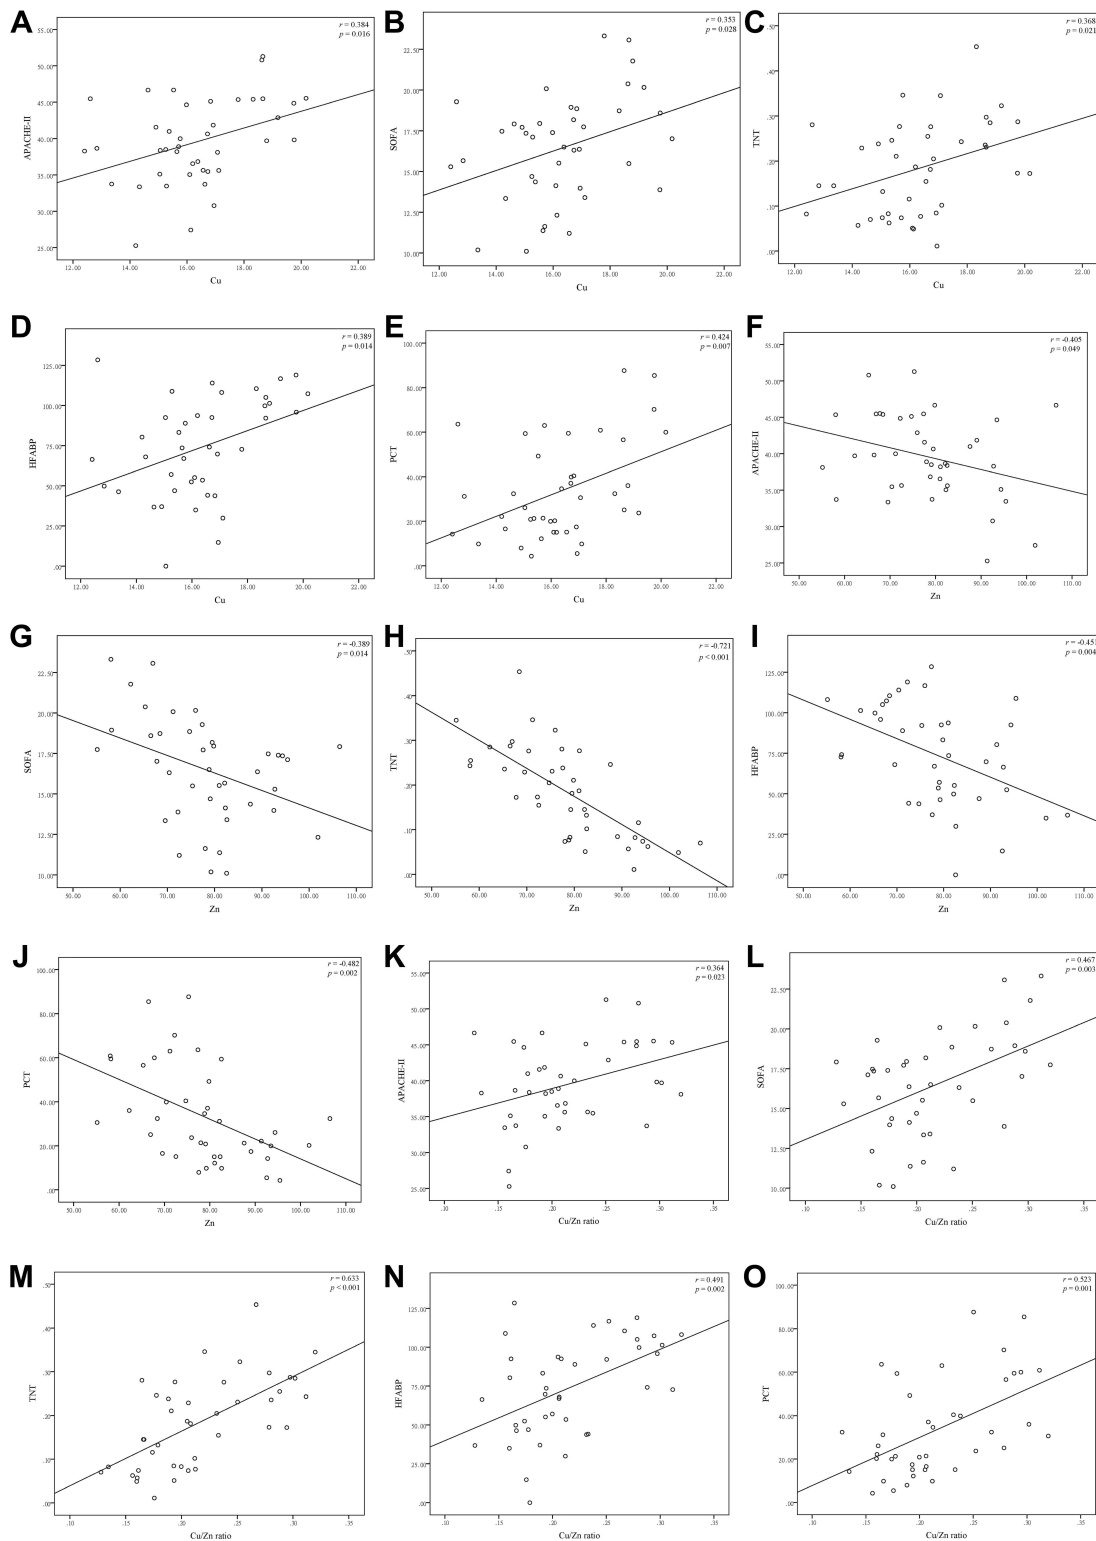 A
r = 0.384
p = 0.016
APACHE-II
55.00
50.00
45.00
40.00
35.00
30.00
25.00
12.00 14.00 16.00 18.00 20.00 22.00
Cu
B
r = 0.353
p = 0.028
SOFA
22.50
20.00
17.50
15.00
12.50
10.00
12.00 14.00 16.00 18.00 20.00 22.00
Cu
C
r = 0.368
p = 0.021
TNT
.50
.40
.30
.20
.10
.00
12.00 14.00 16.00 18.00 20.00 22.00
Cu
D
r = 0.389
p = 0.014
HFABP
125.00
100.00
75.00
50.00
25.00
.00
12.00 14.00 16.00 18.00 20.00 22.00
Cu
E
r = 0.424
p = 0.007
PCT
100.00
80.00
60.00
40.00
20.00
.00
12.00 14.00 16.00 18.00 20.00 22.00
Cu
F
r = -0.405
p = 0.049
APACHE-II
55.00
50.00
45.00
40.00
35.00
30.00
25.00
50.00 60.00 70.00 80.00 90.00 100.00 110.00
Zn
G
r = -0.389
p = 0.014
SOFA
22.50
20.00
17.50
15.00
12.50
10.00
50.00 60.00 70.00 80.00 90.00 100.00 110.00
Zn
H
r = -0.721
p < 0.001
TNT
.50
.40
.30
.20
.10
.00
50.00 60.00 70.00 80.00 90.00 100.00 110.00
Zn
I
r =
p = 0.004
HFABP
125.00
100.00
75.00
50.00
25.00
.00
50.00 60.00 70.00 80.00 90.00 100.00 110.00
Zn
J
r = -0.482
p = 0.002
PCT
100.00
80.00
60.00
40.00
20.00
.00
50.00 60.00 70.00 80.00 90.00 100.00 110.00
Zn
K
r = 0.364
p = 0.023
APACHE-II
55.00
50.00
45.00
40.00
35.00
30.00
25.00
.10 .15 .20 .25 .30 .35
Cu/Zn ratio
L
r = 0.467
p = 0.003
SOFA
22.50
20.00
17.50
15.00
12.50
10.00
.10 .15 .20 .25 .30 .35
Cu/Zn ratio
M
r = 0.633
p < 0.001
TNT
.50
.40
.30
.20
.10
.00
.10 .15 .20 .25 .30 .35
Cu/Zn ratio
N
r = 0.491
p = 0.002
HFABP
125.00
100.00
75.00
50.00
25.00
.00
.10 .15 .20 .25 .30 .35
Cu/Zn ratio
O
r = 0.523
p = 0.001
PCT
100.00
80.00
60.00
40.00
20.00
.00
.10 .15 .20 .25 .30 .35
Cu/Zn ratio